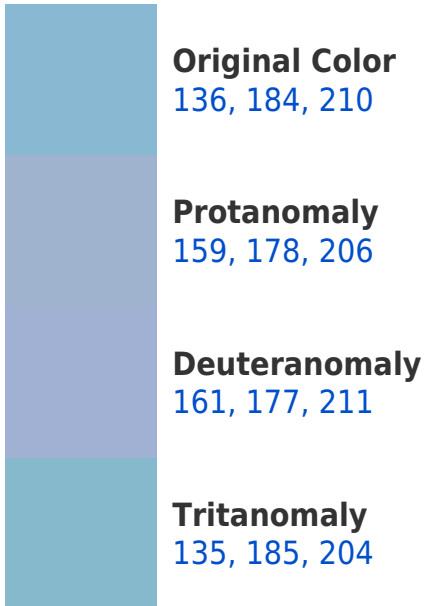 Original Color
136, 184, 210
Protanomaly
159, 178, 206
Deuteranomaly
161, 177, 211
Tritanomaly
135, 185, 204